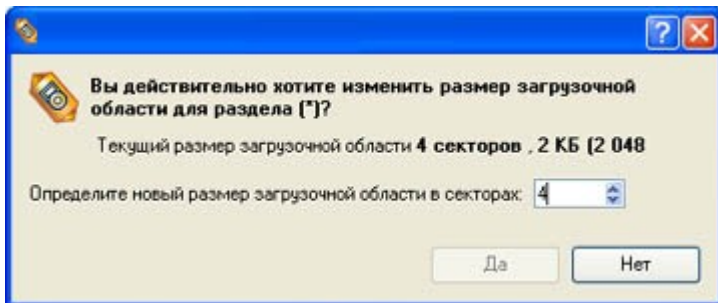 Вы действительно хотите изменить размер загрузочной
области для раздела (*)?
Текущий размер загрузочной области 4 секторов , 2 КБ (2 048
Определите новый размер загрузочной области в секторах: 4
Да Нет